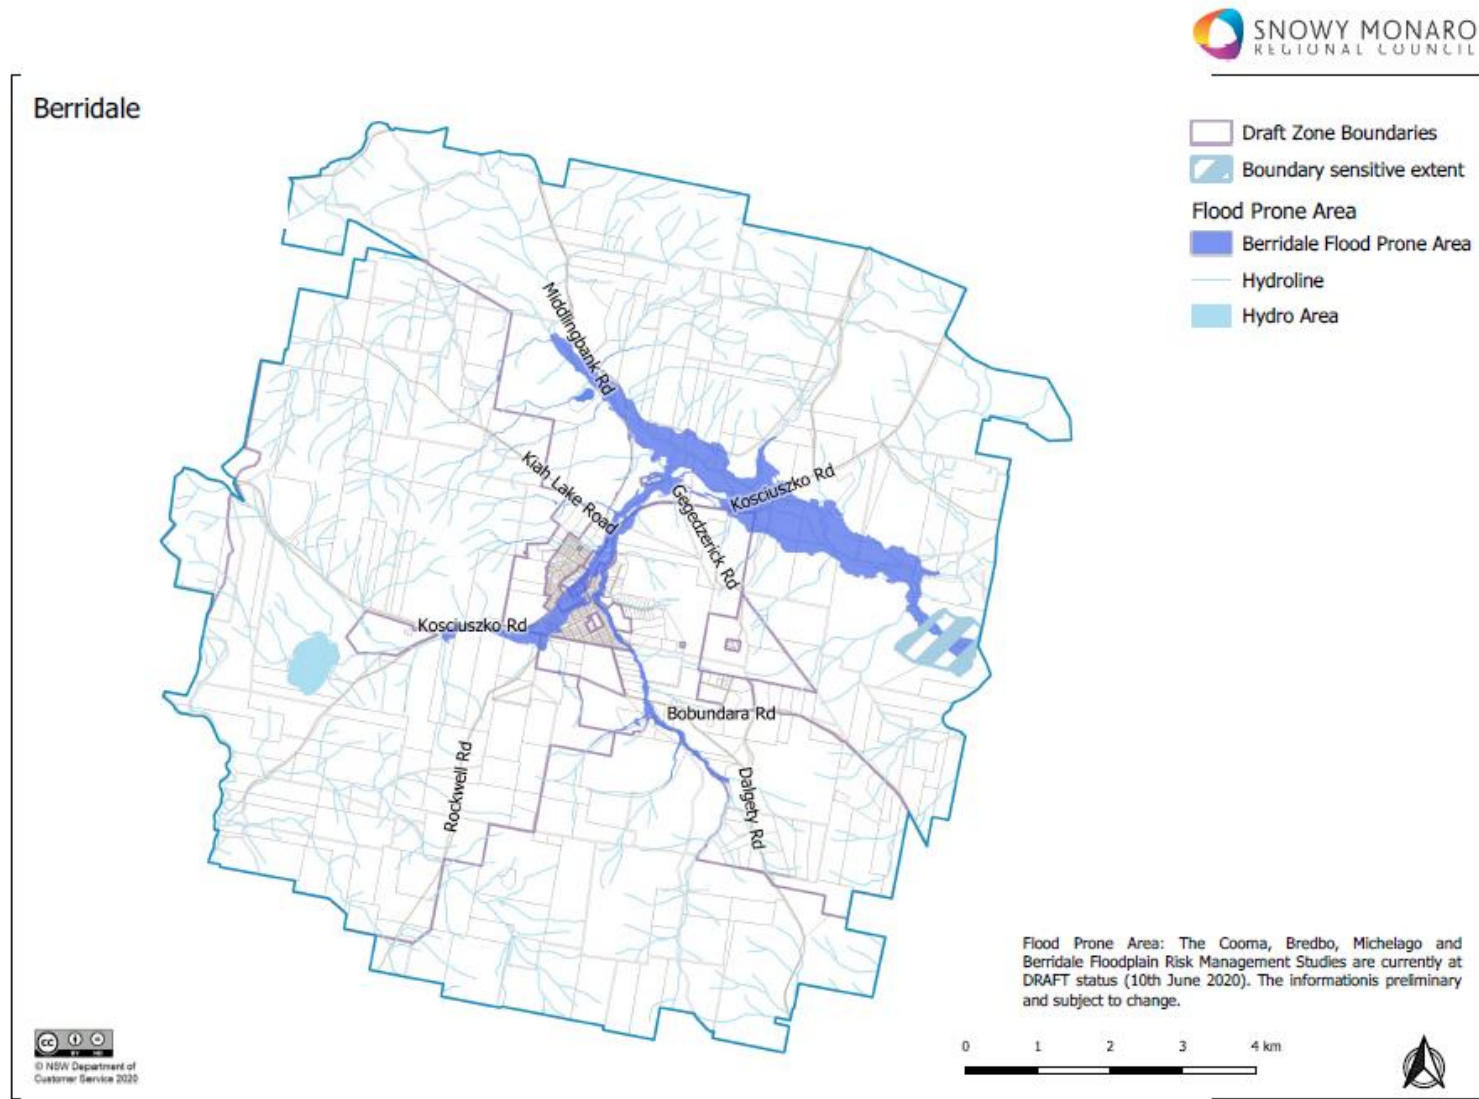 SNOWY MONARO
REGIONAL COUNCIL
Berridale
Draft Zone Boundaries
Boundary sensitive extent
Flood Prone Area
Berridale Flood Prone Area
Hydroline
Hydro Area
Middlingbank Rd
Kiah Lake Road
Gegedzerick Rd
Kosciuszko Rd
Kosciuszko Rd
Bobundara Rd
Rockwell Rd
Dalgety Rd
Flood Prone Area: The Cooma, Bredbo, Michelago and
Berridale Floodplain Risk Management Studies are currently at
DRAFT status (10th June 2020). The informationis preliminary
and subject to change.
0 1 2 3 4 km
cc
BY
© NSW Department of
Customer Service 2020